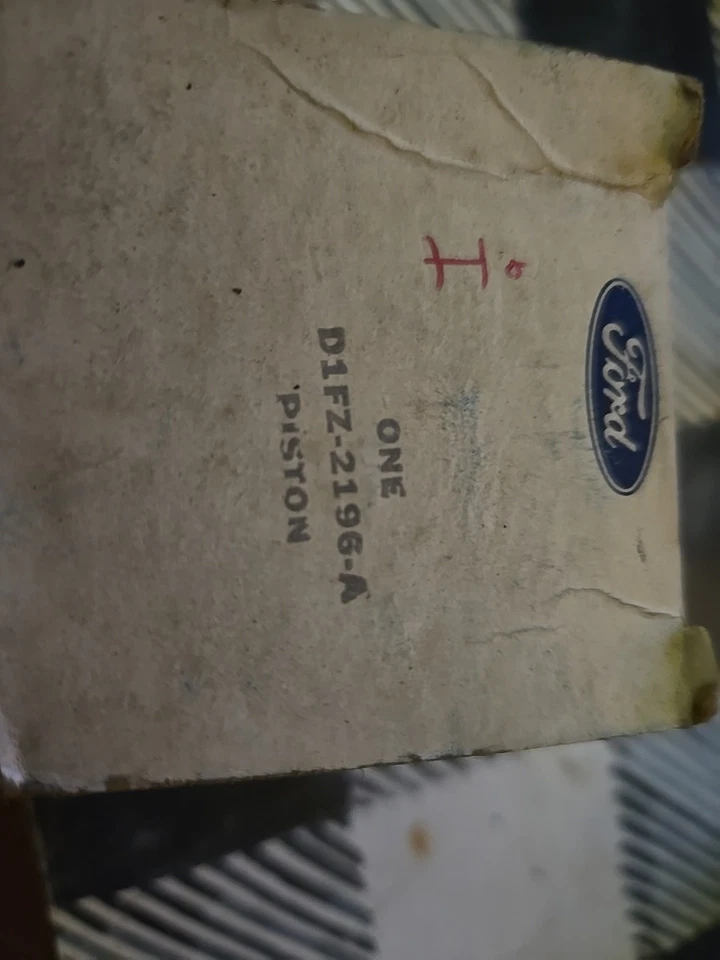 Ford
I
ONE
D1FZ-2196-A
PISTON